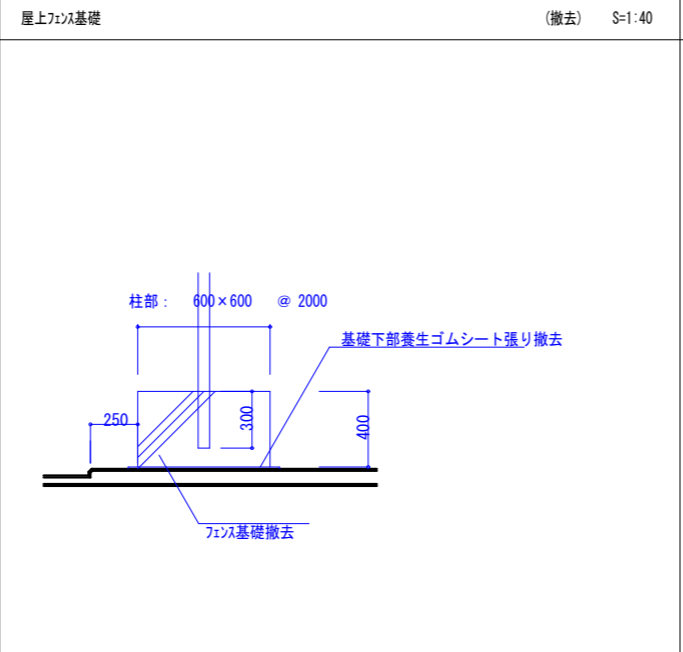 屋上ﾌｪﾝｽ基礎 (撤去) S=1:40
柱部： 600×600 @ 2000
基礎下部養生ゴムシート張り撤去
250
300
400
ﾌｪﾝｽ基礎撤去